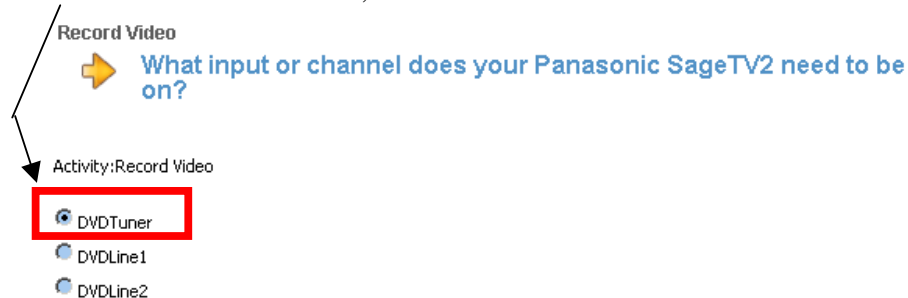 Record Video
What input or channel does your Panasonic SageTV2 need to be
on?
Activity:Record Video
DVDTuner
DVDLine1
DVDLine2